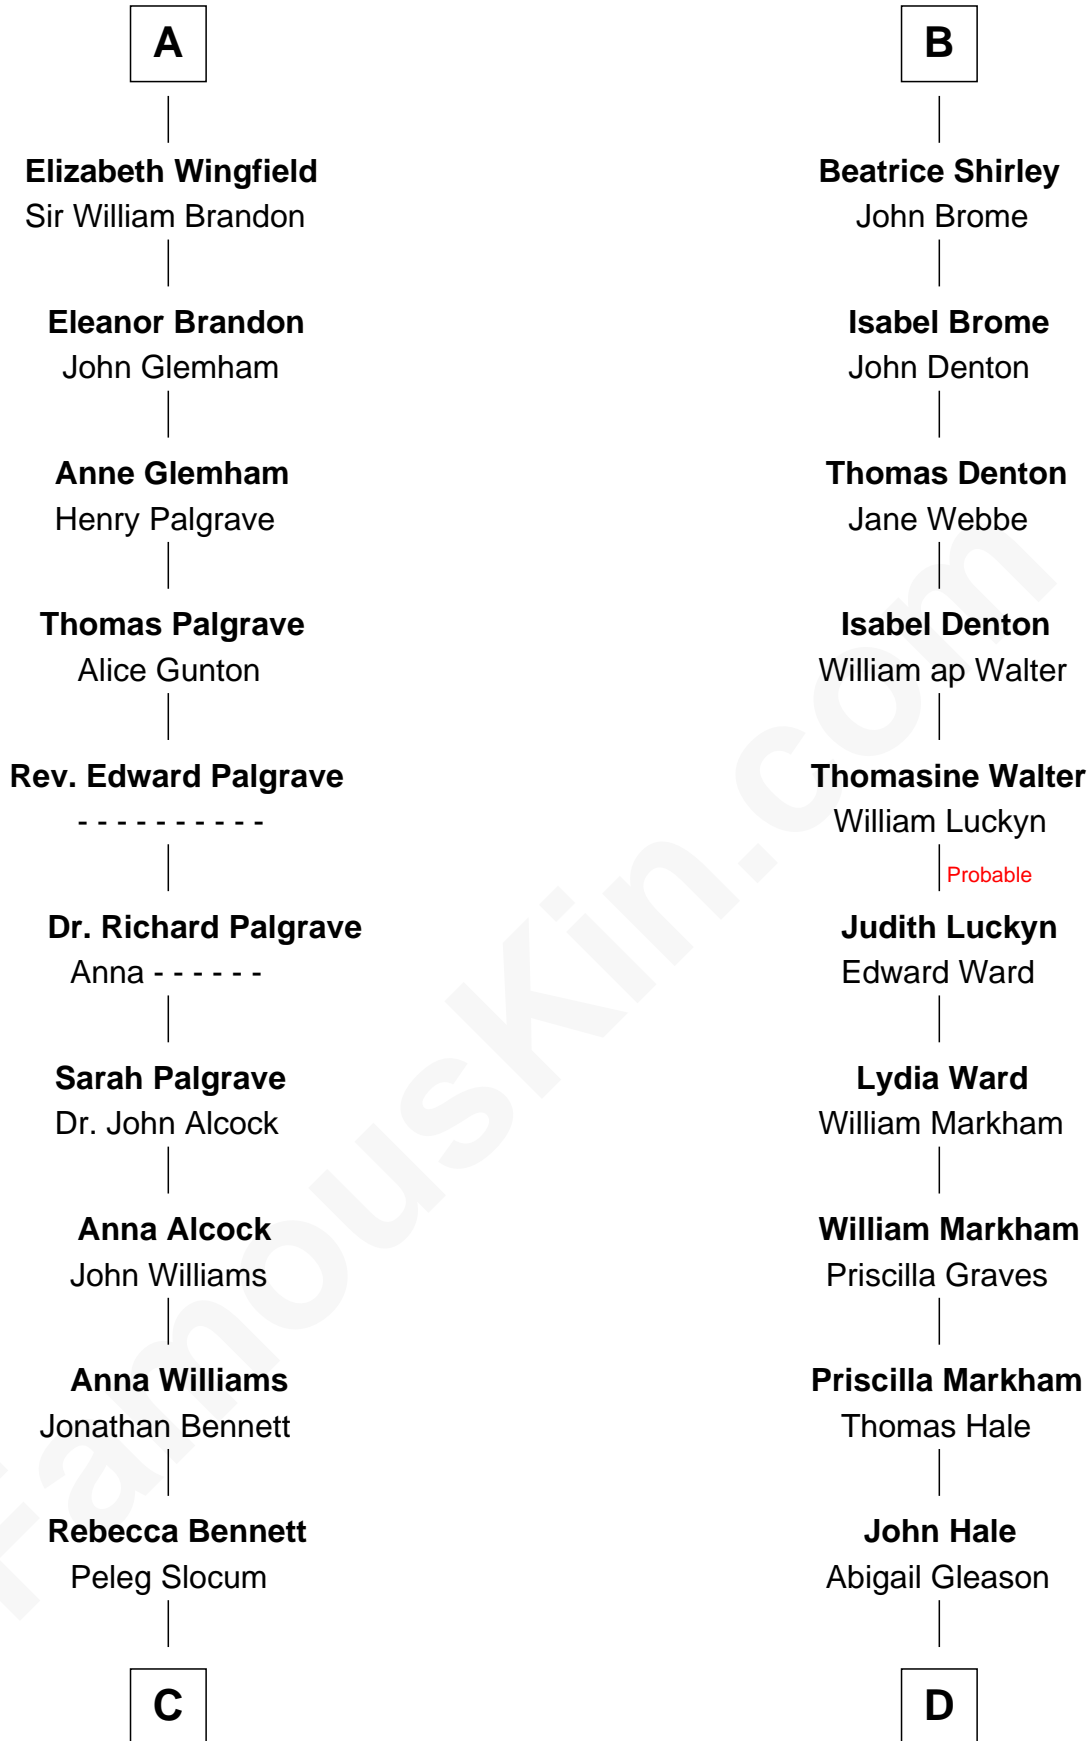 A
Elizabeth Wingfield
Sir William Brandon
Eleanor Brandon
John Glemham
Anne Glemham
Henry Palgrave
Thomas Palgrave
Alice Gunton
Rev. Edward Palgrave
- - - - - - - - - -
Dr. Richard Palgrave
Anna - - - - - -
Sarah Palgrave
Dr. John Alcock
Anna Alcock
John Williams
Anna Williams
Jonathan Bennett
Rebecca Bennett
Peleg Slocum
C
B
Beatrice Shirley
John Brome
Isabel Brome
John Denton
Thomas Denton
Jane Webbe
Isabel Denton
William ap Walter
Thomasine Walter
William Luckyn
Probable
Judith Luckyn
Edward Ward
Lydia Ward
William Markham
William Markham
Priscilla Graves
Priscilla Markham
Thomas Hale
John Hale
Abigail Gleason
D
FamousKin.com